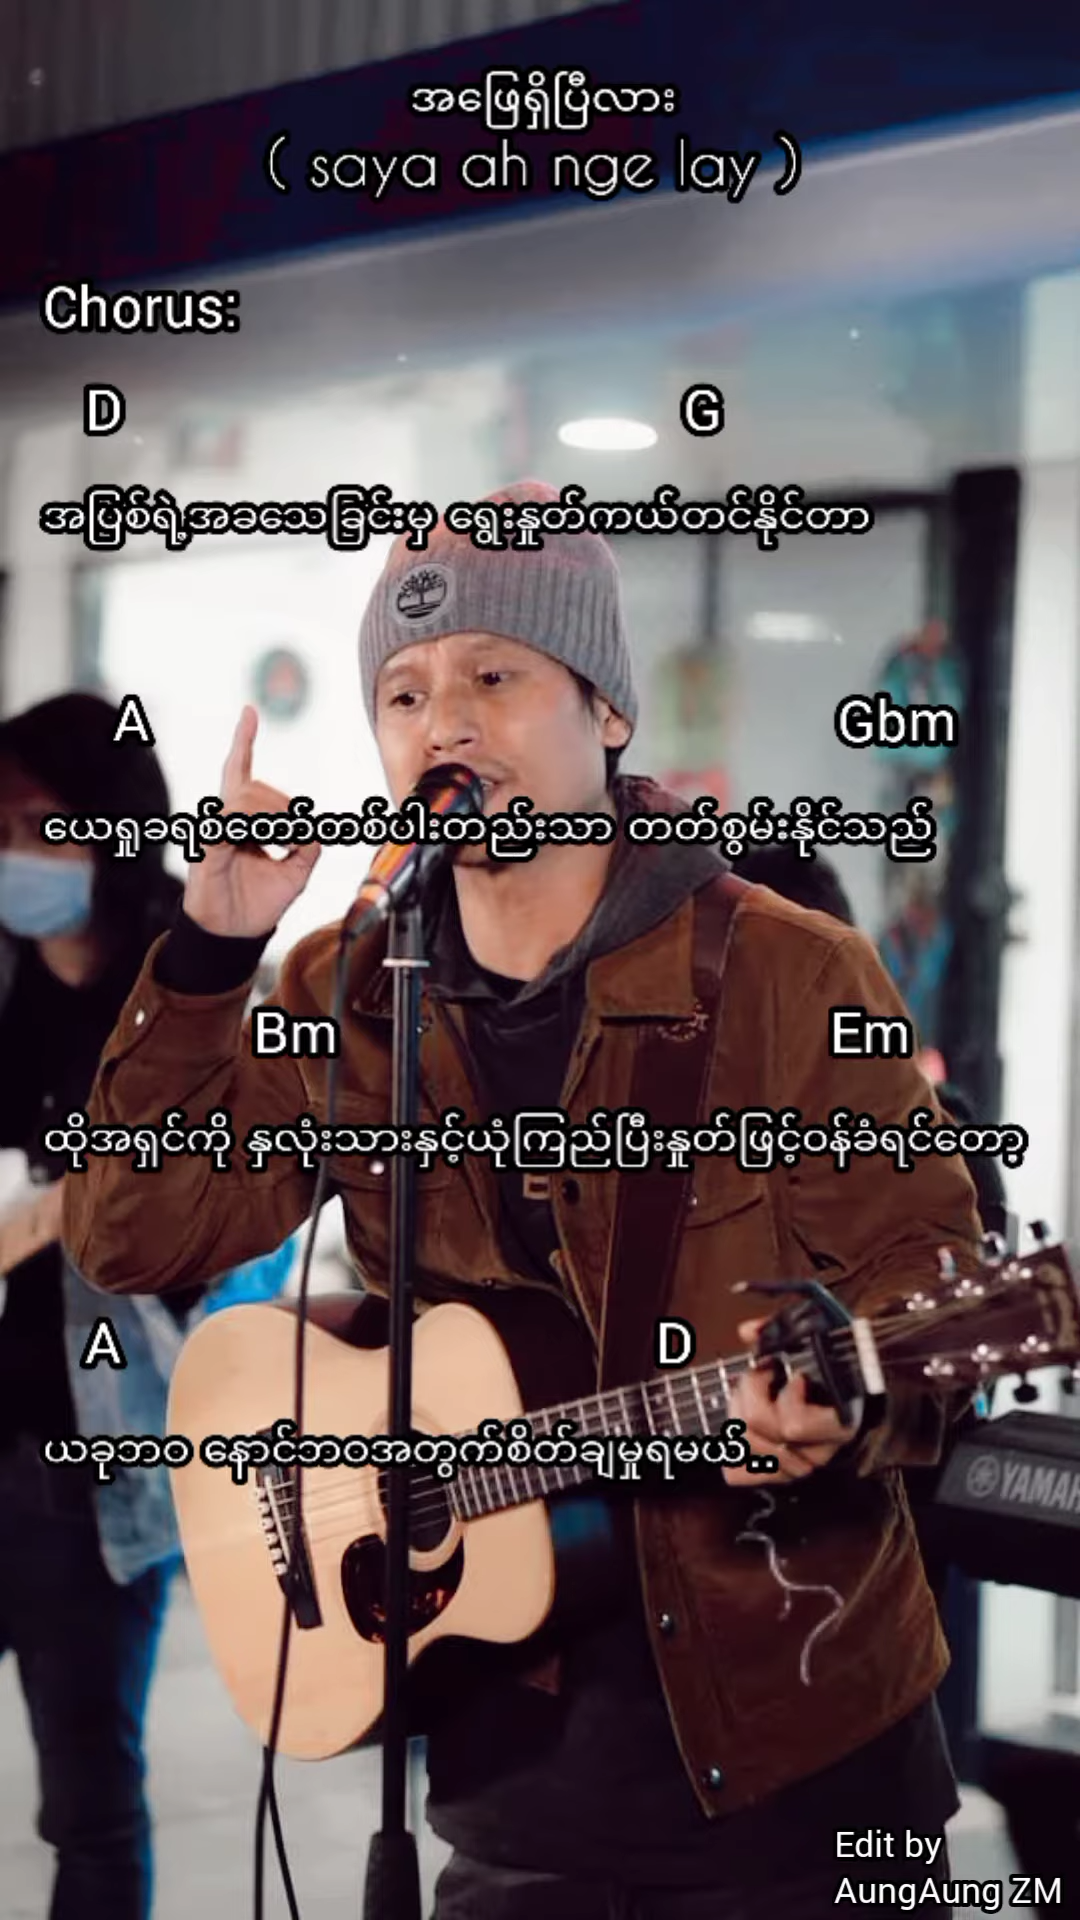 အဖြေရှိပြီလား
( saya ah nge lay )
Chorus:
D G
အပြစ်ရဲ့အခသေခြင်းမှ ရွေးနှုတ်ကယ်တင်နိုင်တာ
A Gbm
ယေရှုခရစ်တော်တစ်ပါးတည်းသာ တတ်စွမ်းနိုင်သည်
Bm Em
ထိုအရှင်ကို နှလုံးသားနှင့်ယုံကြည်ပြီးနှုတ်ဖြင့်ဝန်ခံရင်တော့
A D
ယခုဘဝ နောင်ဘဝအတွက်စိတ်ချမှုရမယ်..
YAMAH
Edit by
AungAung ZM